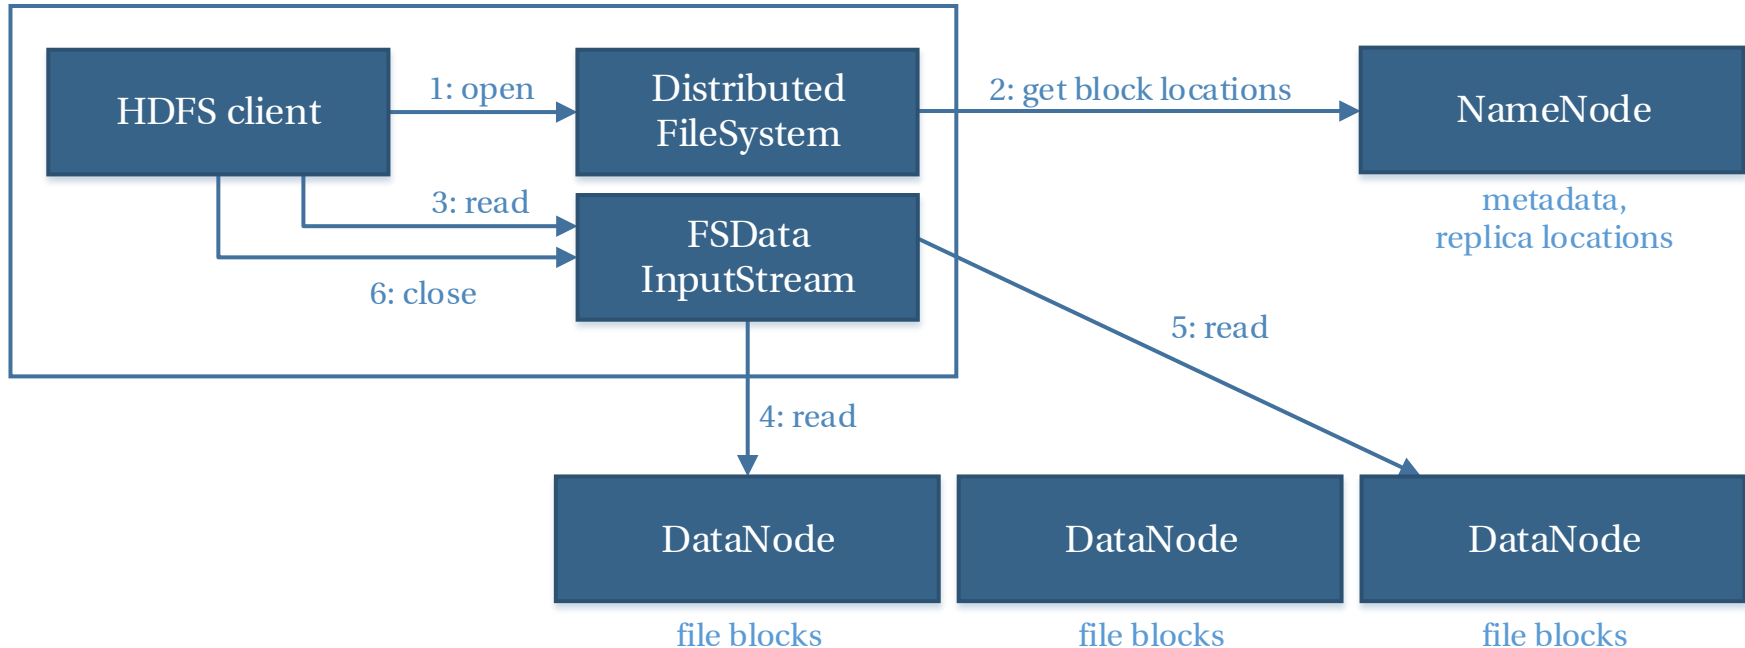 HDFS client
1: open
Distributed
FileSystem
2: get block locations
NameNode
metadata,
replica locations
3: read
6: close
FSData
InputStream
5: read
4: read
DataNode
DataNode
DataNode
file blocks
file blocks
file blocks